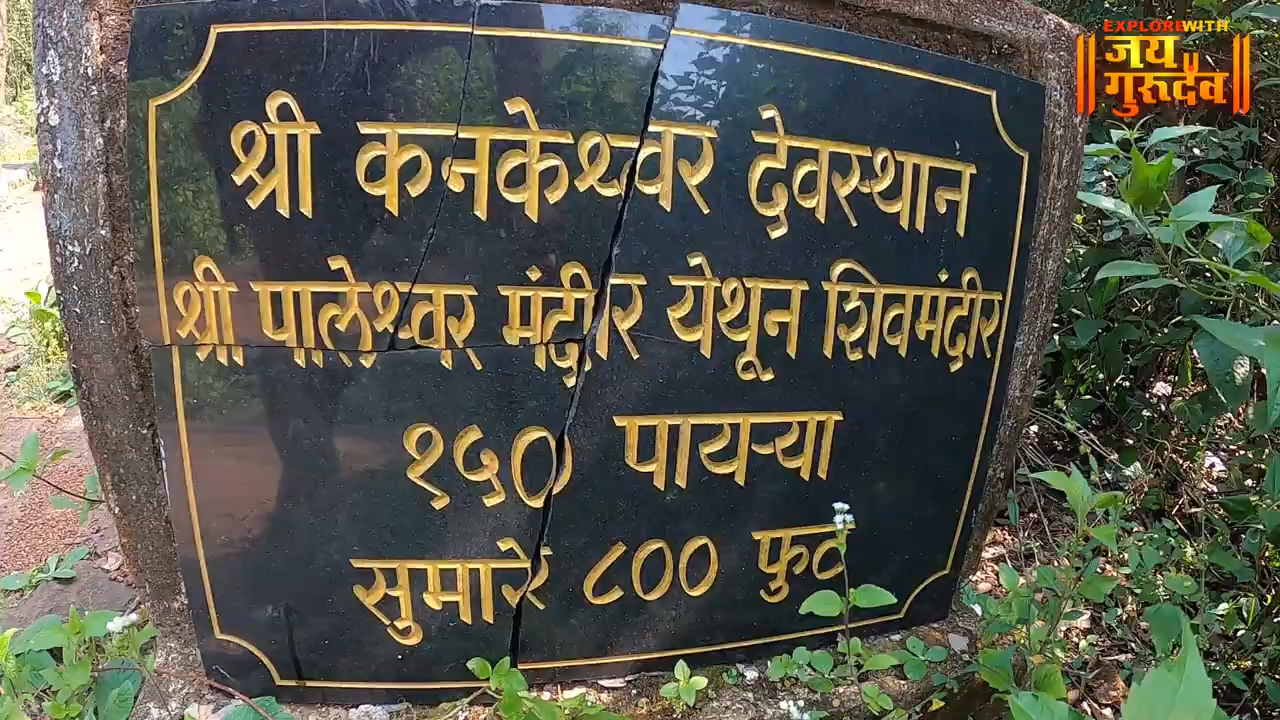 EXPLORE WITH
जय
गुरुदेव
श्री कनकेश्वर देवस्थान
श्री पालेश्वर मंदीर येथून शिवमंदीर
१५० पायऱ्या
सुमारे ८०० फुट